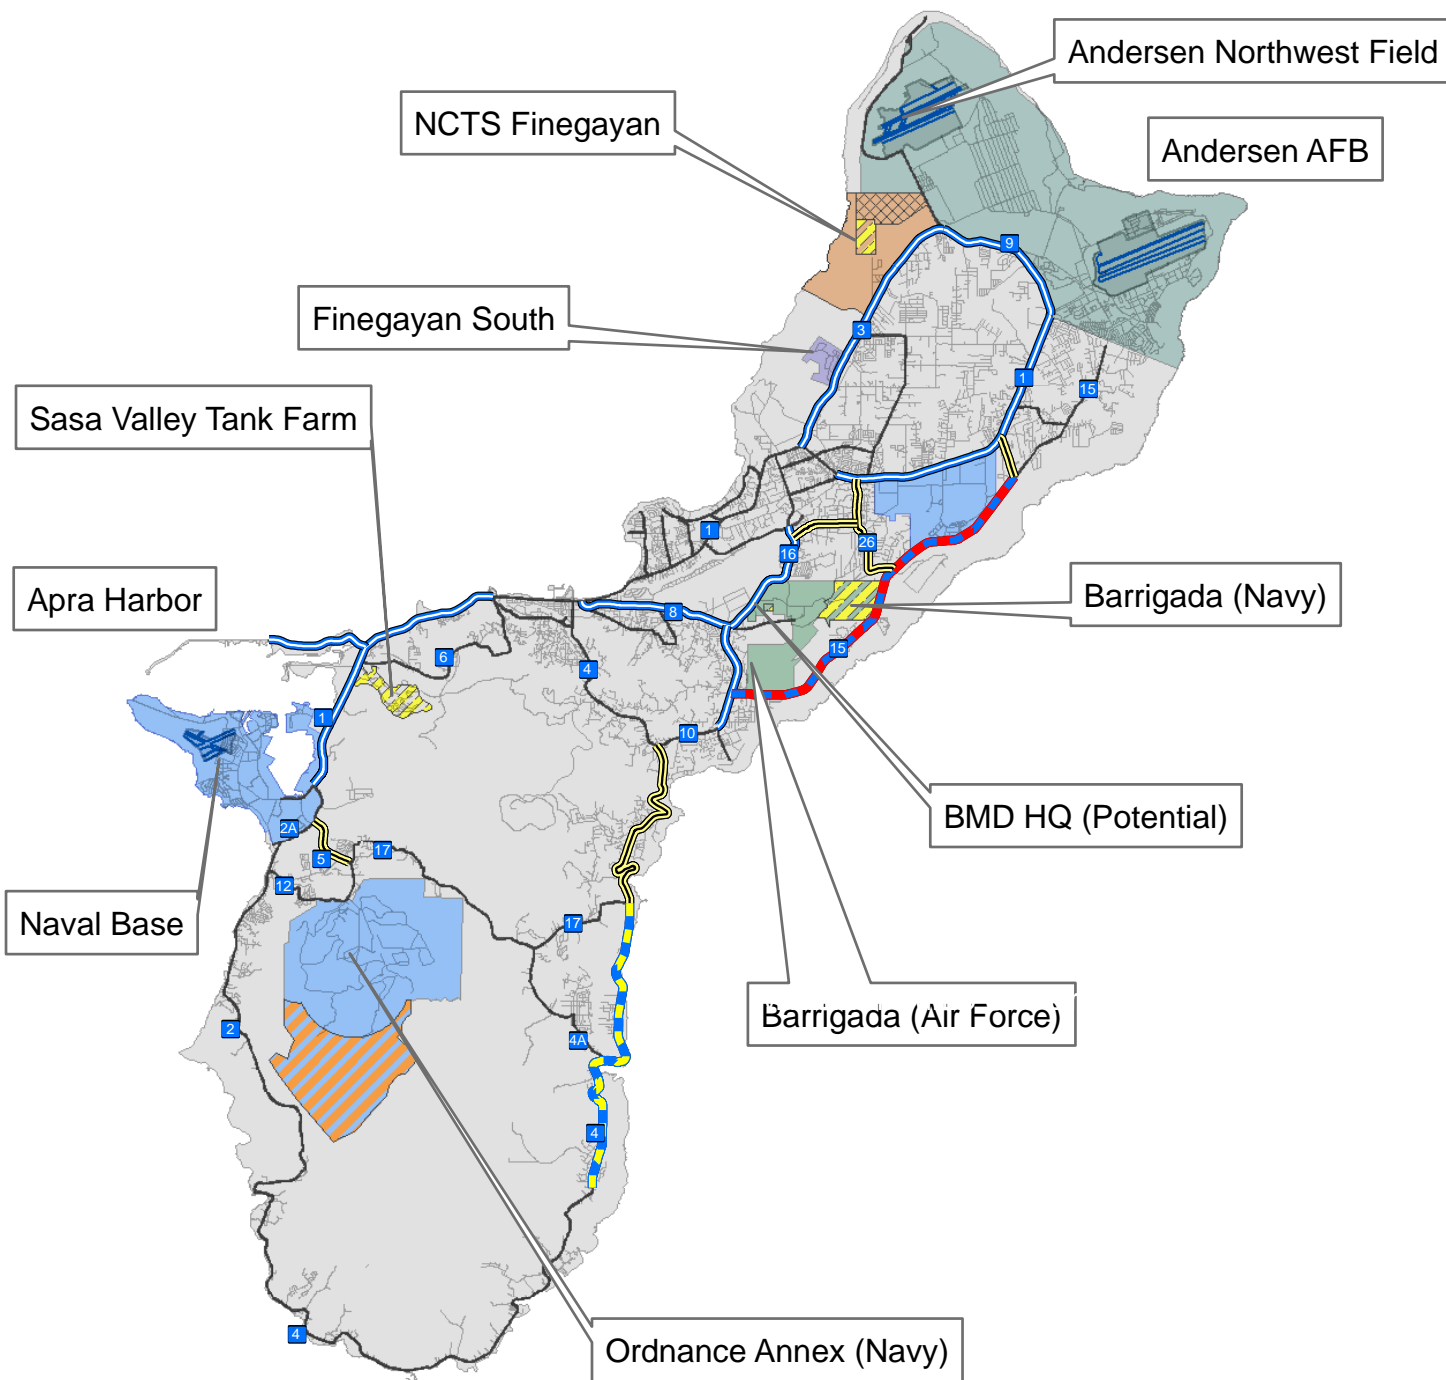 Andersen Northwest Field
NCTS Finegayan
Andersen AFB
9
Finegayan South
3
1
15
Sasa Valley Tank Farm
1
26
16
Apra Harbor
Barrigada (Navy)
8
15
6
4
1
10
BMD HQ (Potential)
2A
17
5
12
Naval Base
17
Barrigada (Air Force)
2
4A
4
4
Ordnance Annex (Navy)